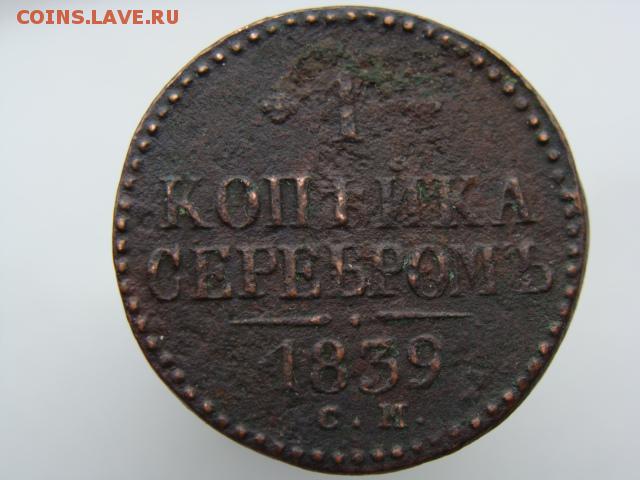 COINS.LAVE.RU
1
КОПѢЙКА
СЕРЕБРОМЪ
1839
С. М.